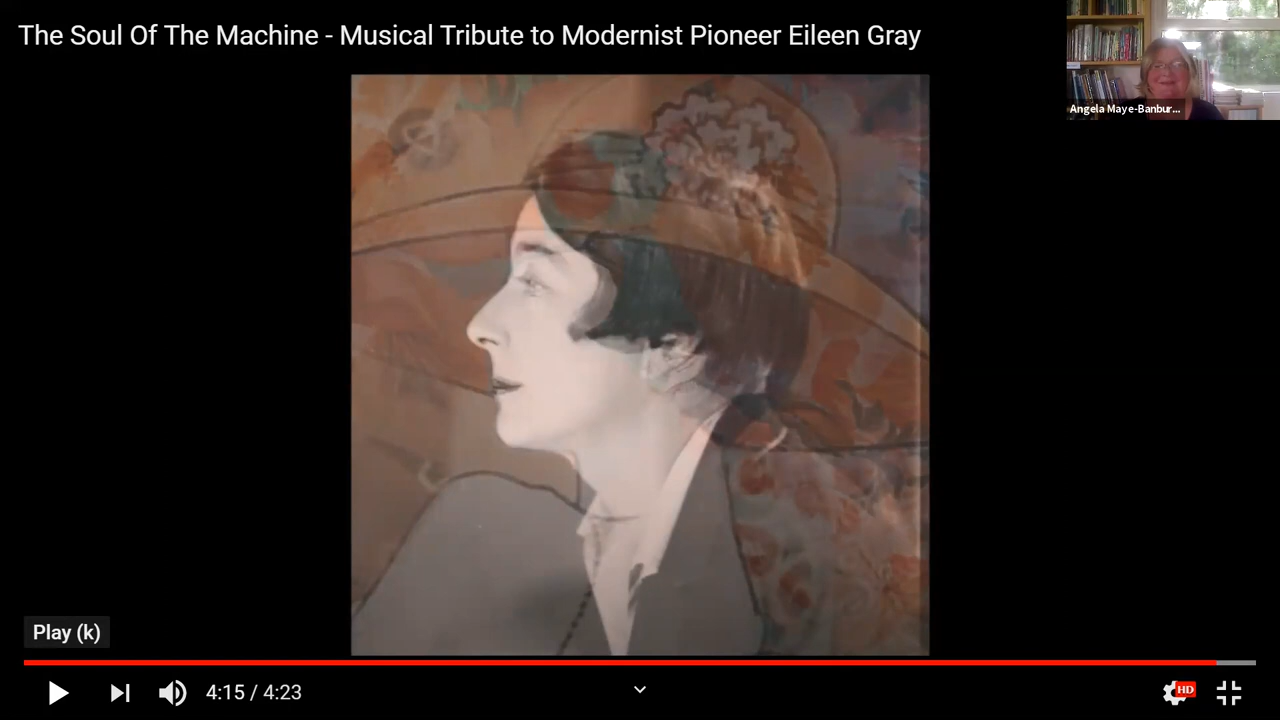 The Soul Of The Machine - Musical Tribute to Modernist Pioneer Eileen Gray
Angela Maye-Banbur...
Play (k)
4:15 / 4:23
HD